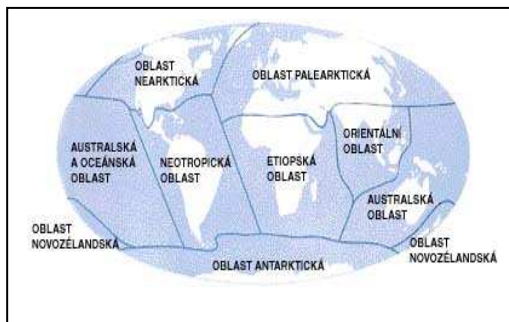 OBLAST
NEARKTICKÁ
OBLAST PALEARKTICKÁ
AUSTRALSKÁ
A OCEÁNSKÁ
OBLAST
NEOTROPICKÁ
OBLAST
ETIOPSKÁ
OBLAST
ORIENTÁLNÍ
OBLAST
AUSTRALSKÁ
OBLAST
OBLAST
NOVOZÉLANDSKÁ
OBLAST ANTARKTICKÁ
OBLAST
NOVOZÉLANDSKÁ